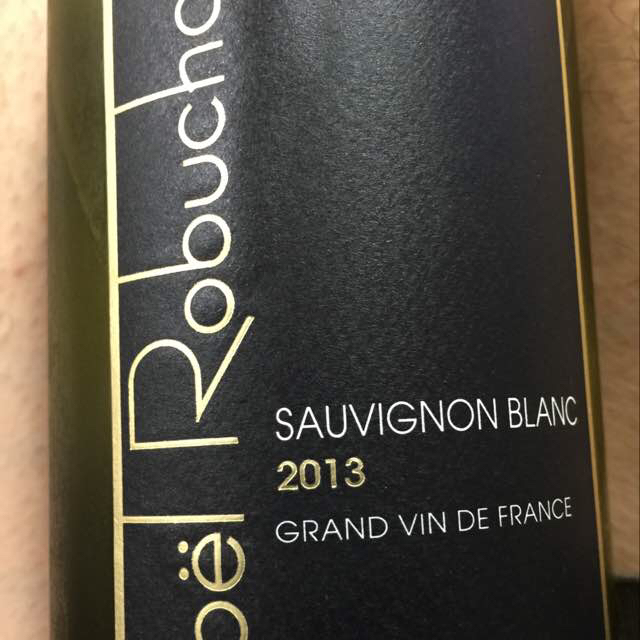 oël Robucho
SAUVIGNON BLANC
2013
GRAND VIN DE FRANCE